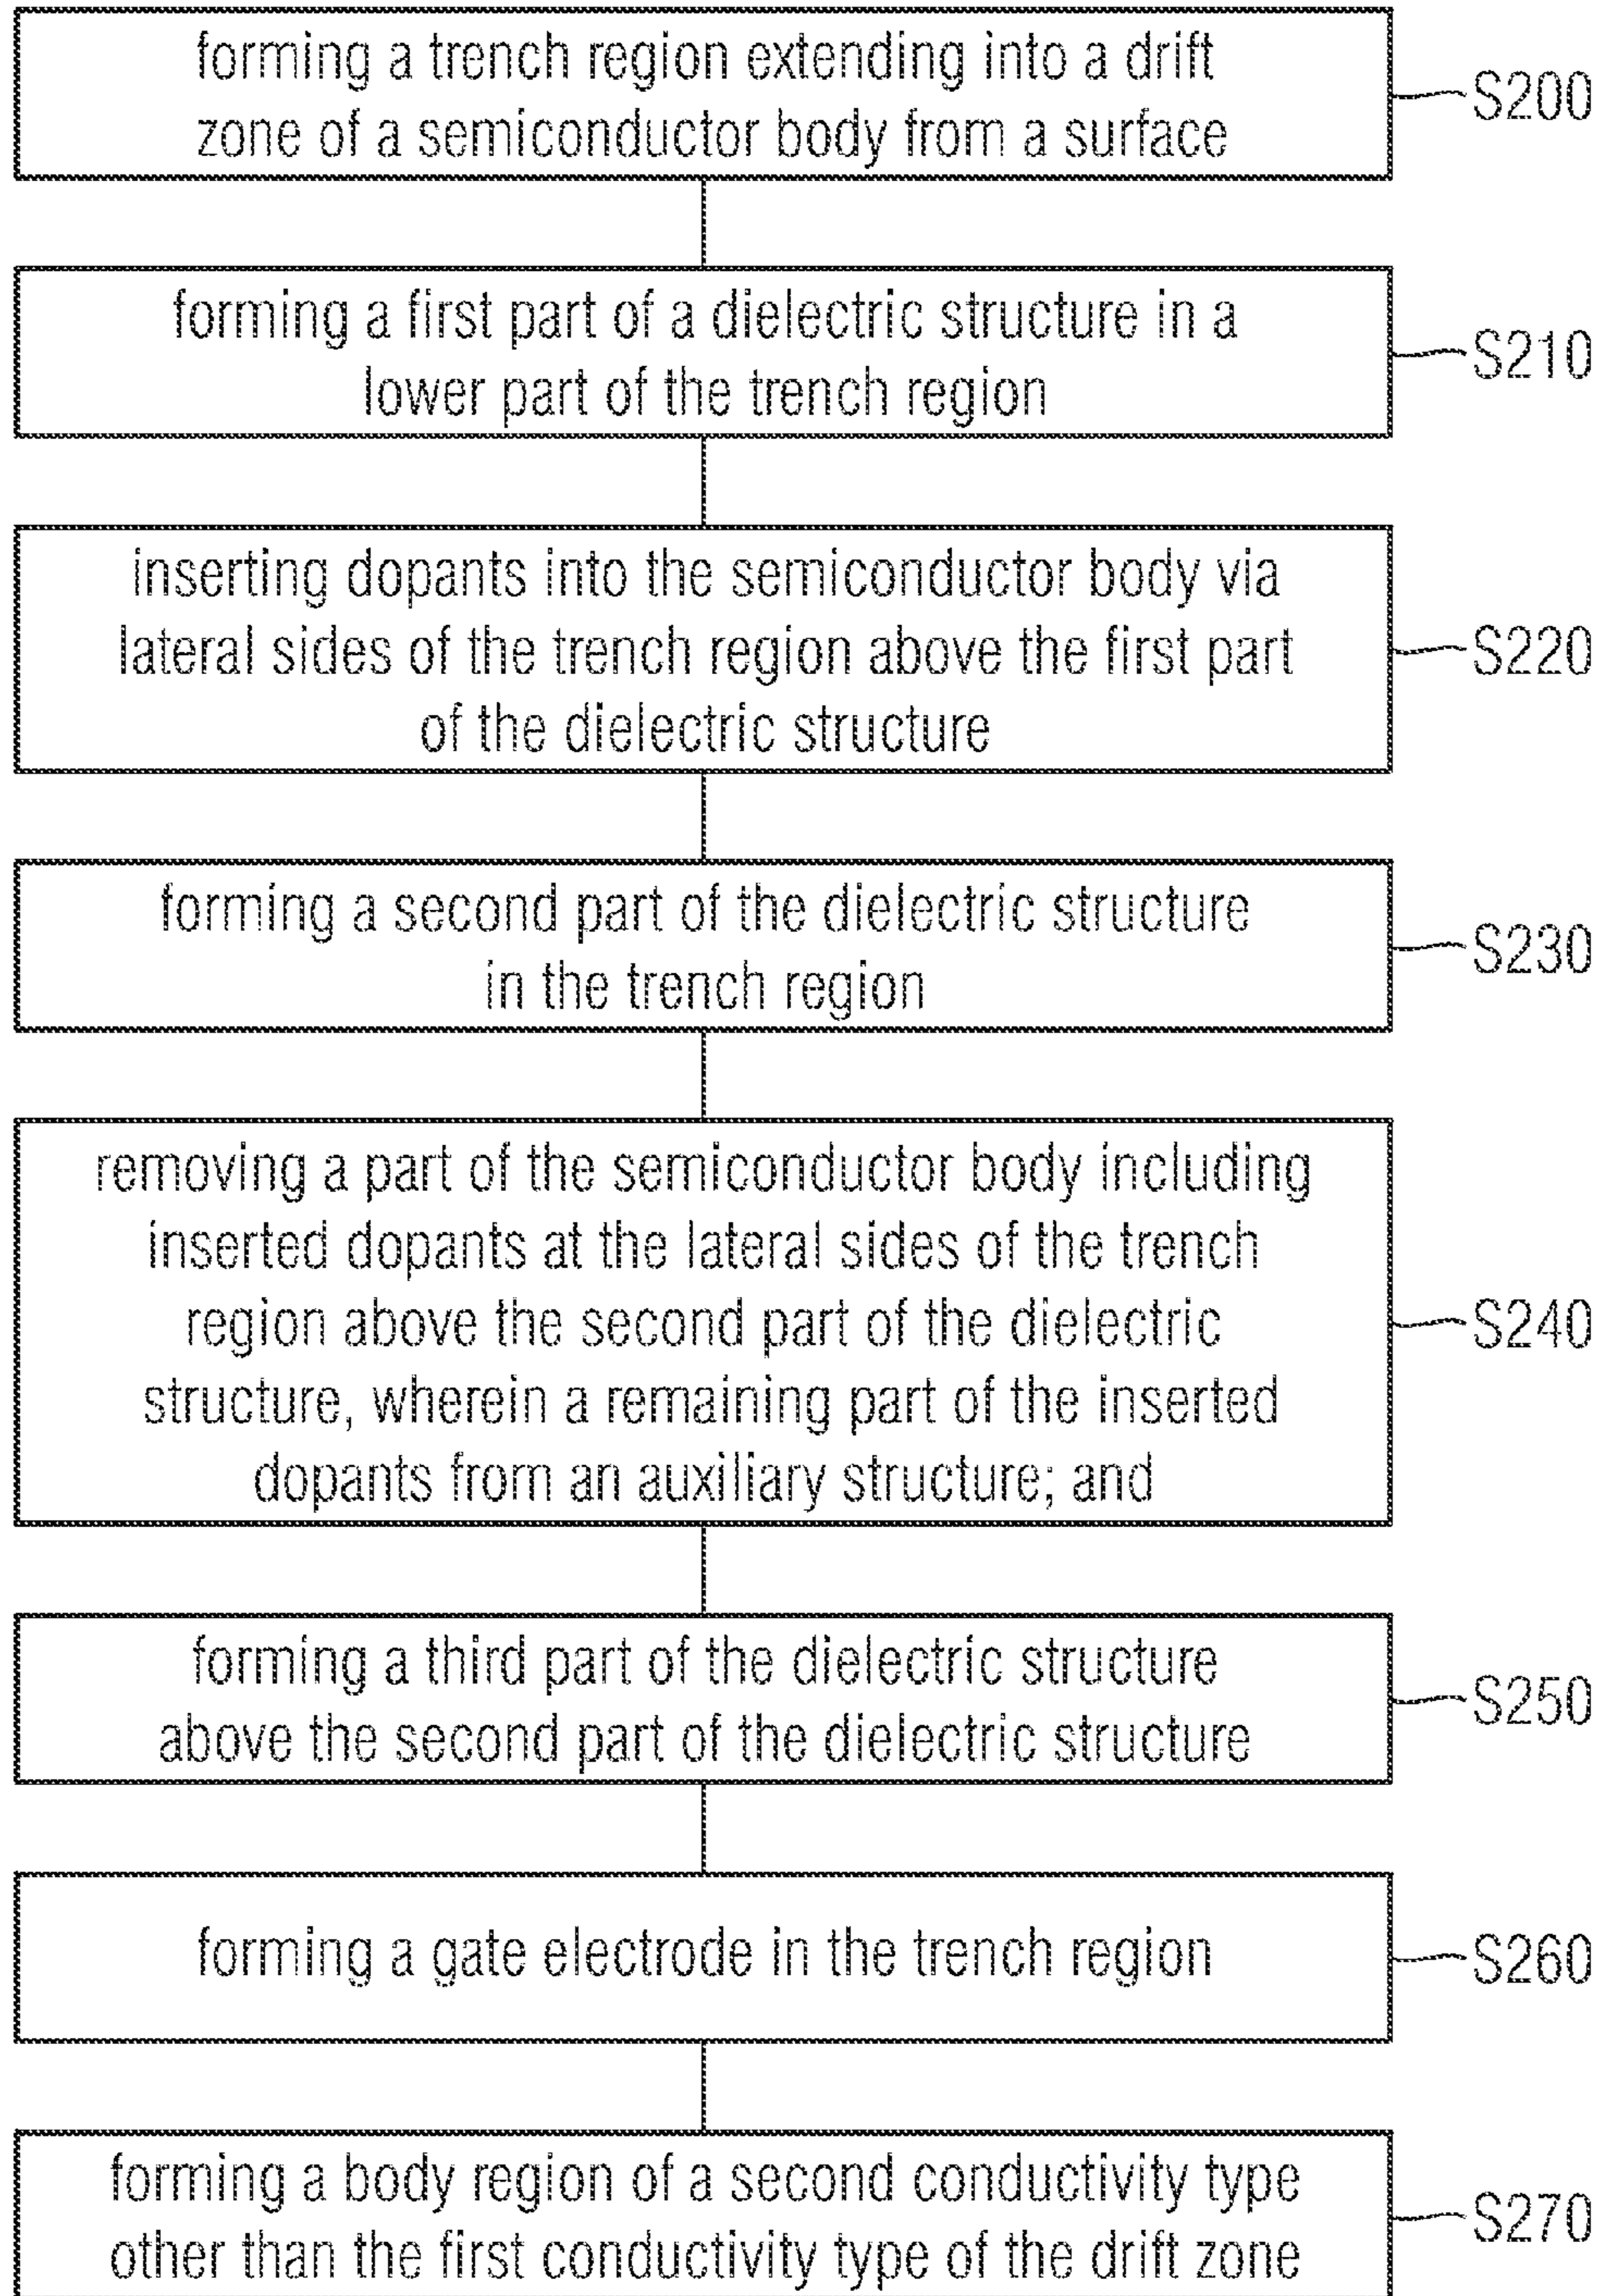 forming a trench region extending into a drift
zone of a semiconductor body from a surface
S200
forming a first part of a dielectric structure in a
lower part of the trench region
S210
inserting dopants into the semiconductor body via
lateral sides of the trench region above the first part
of the dielectric structure
S220
forming a second part of the dielectric structure
in the trench region
S230
removing a part of the semiconductor body including
inserted dopants at the lateral sides of the trench
region above the second part of the dielectric
structure, wherein a remaining part of the inserted
dopants from an auxiliary structure; and
S240
forming a third part of the dielectric structure
above the second part of the dielectric structure
S250
forming a gate electrode in the trench region
S260
forming a body region of a second conductivity type
other than the first conductivity type of the drift zone
S270